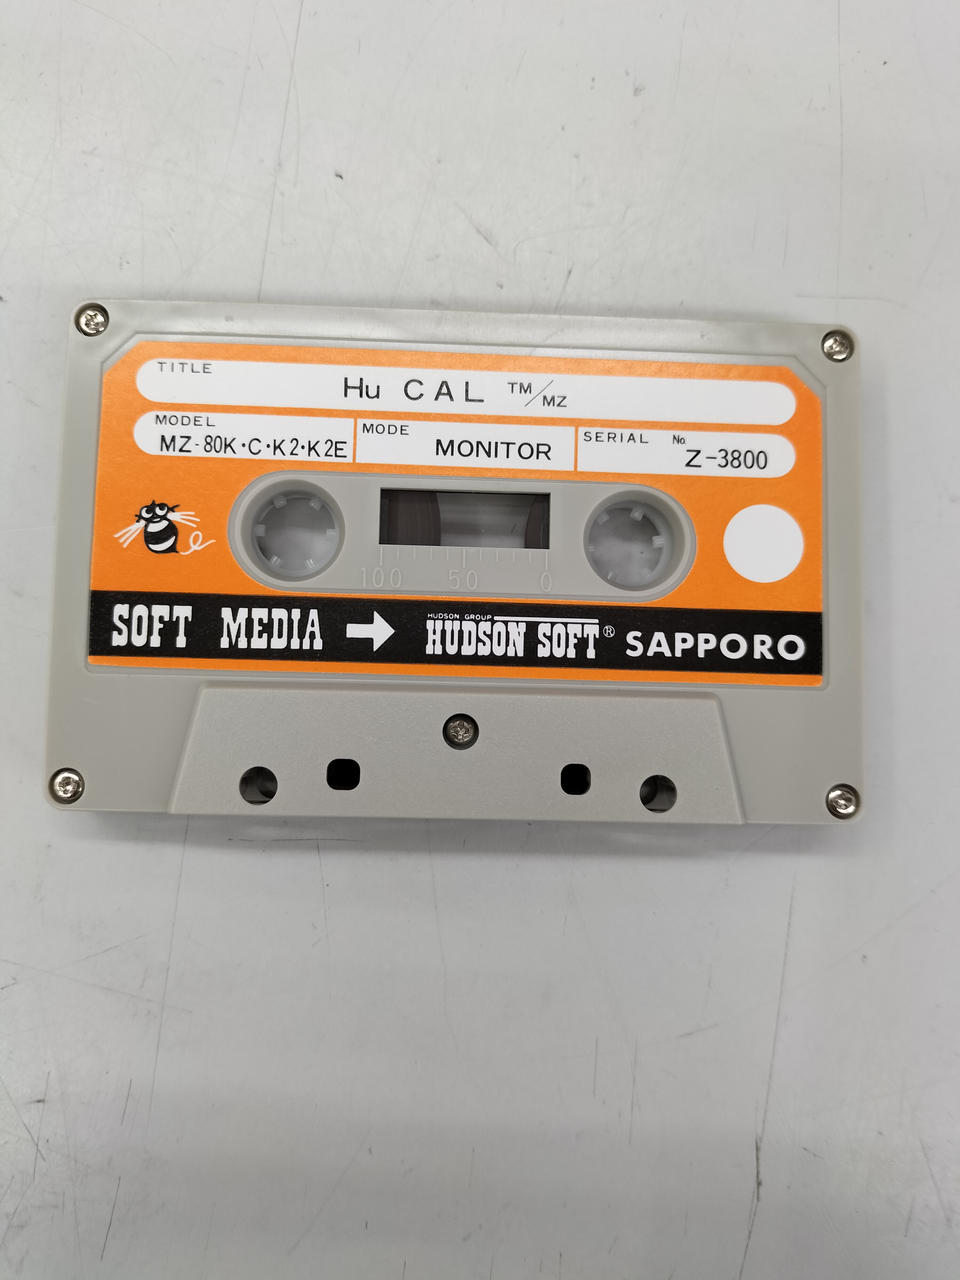 TITLE
Hu CAL ™/MZ
MODEL
MZ-80K・C・K2・K2E
MODE
MONITOR
SERIAL No.
Z-3800
100 50 0
SOFT MEDIA → HUDSON GROUP HUDSON SOFT® SAPPORO